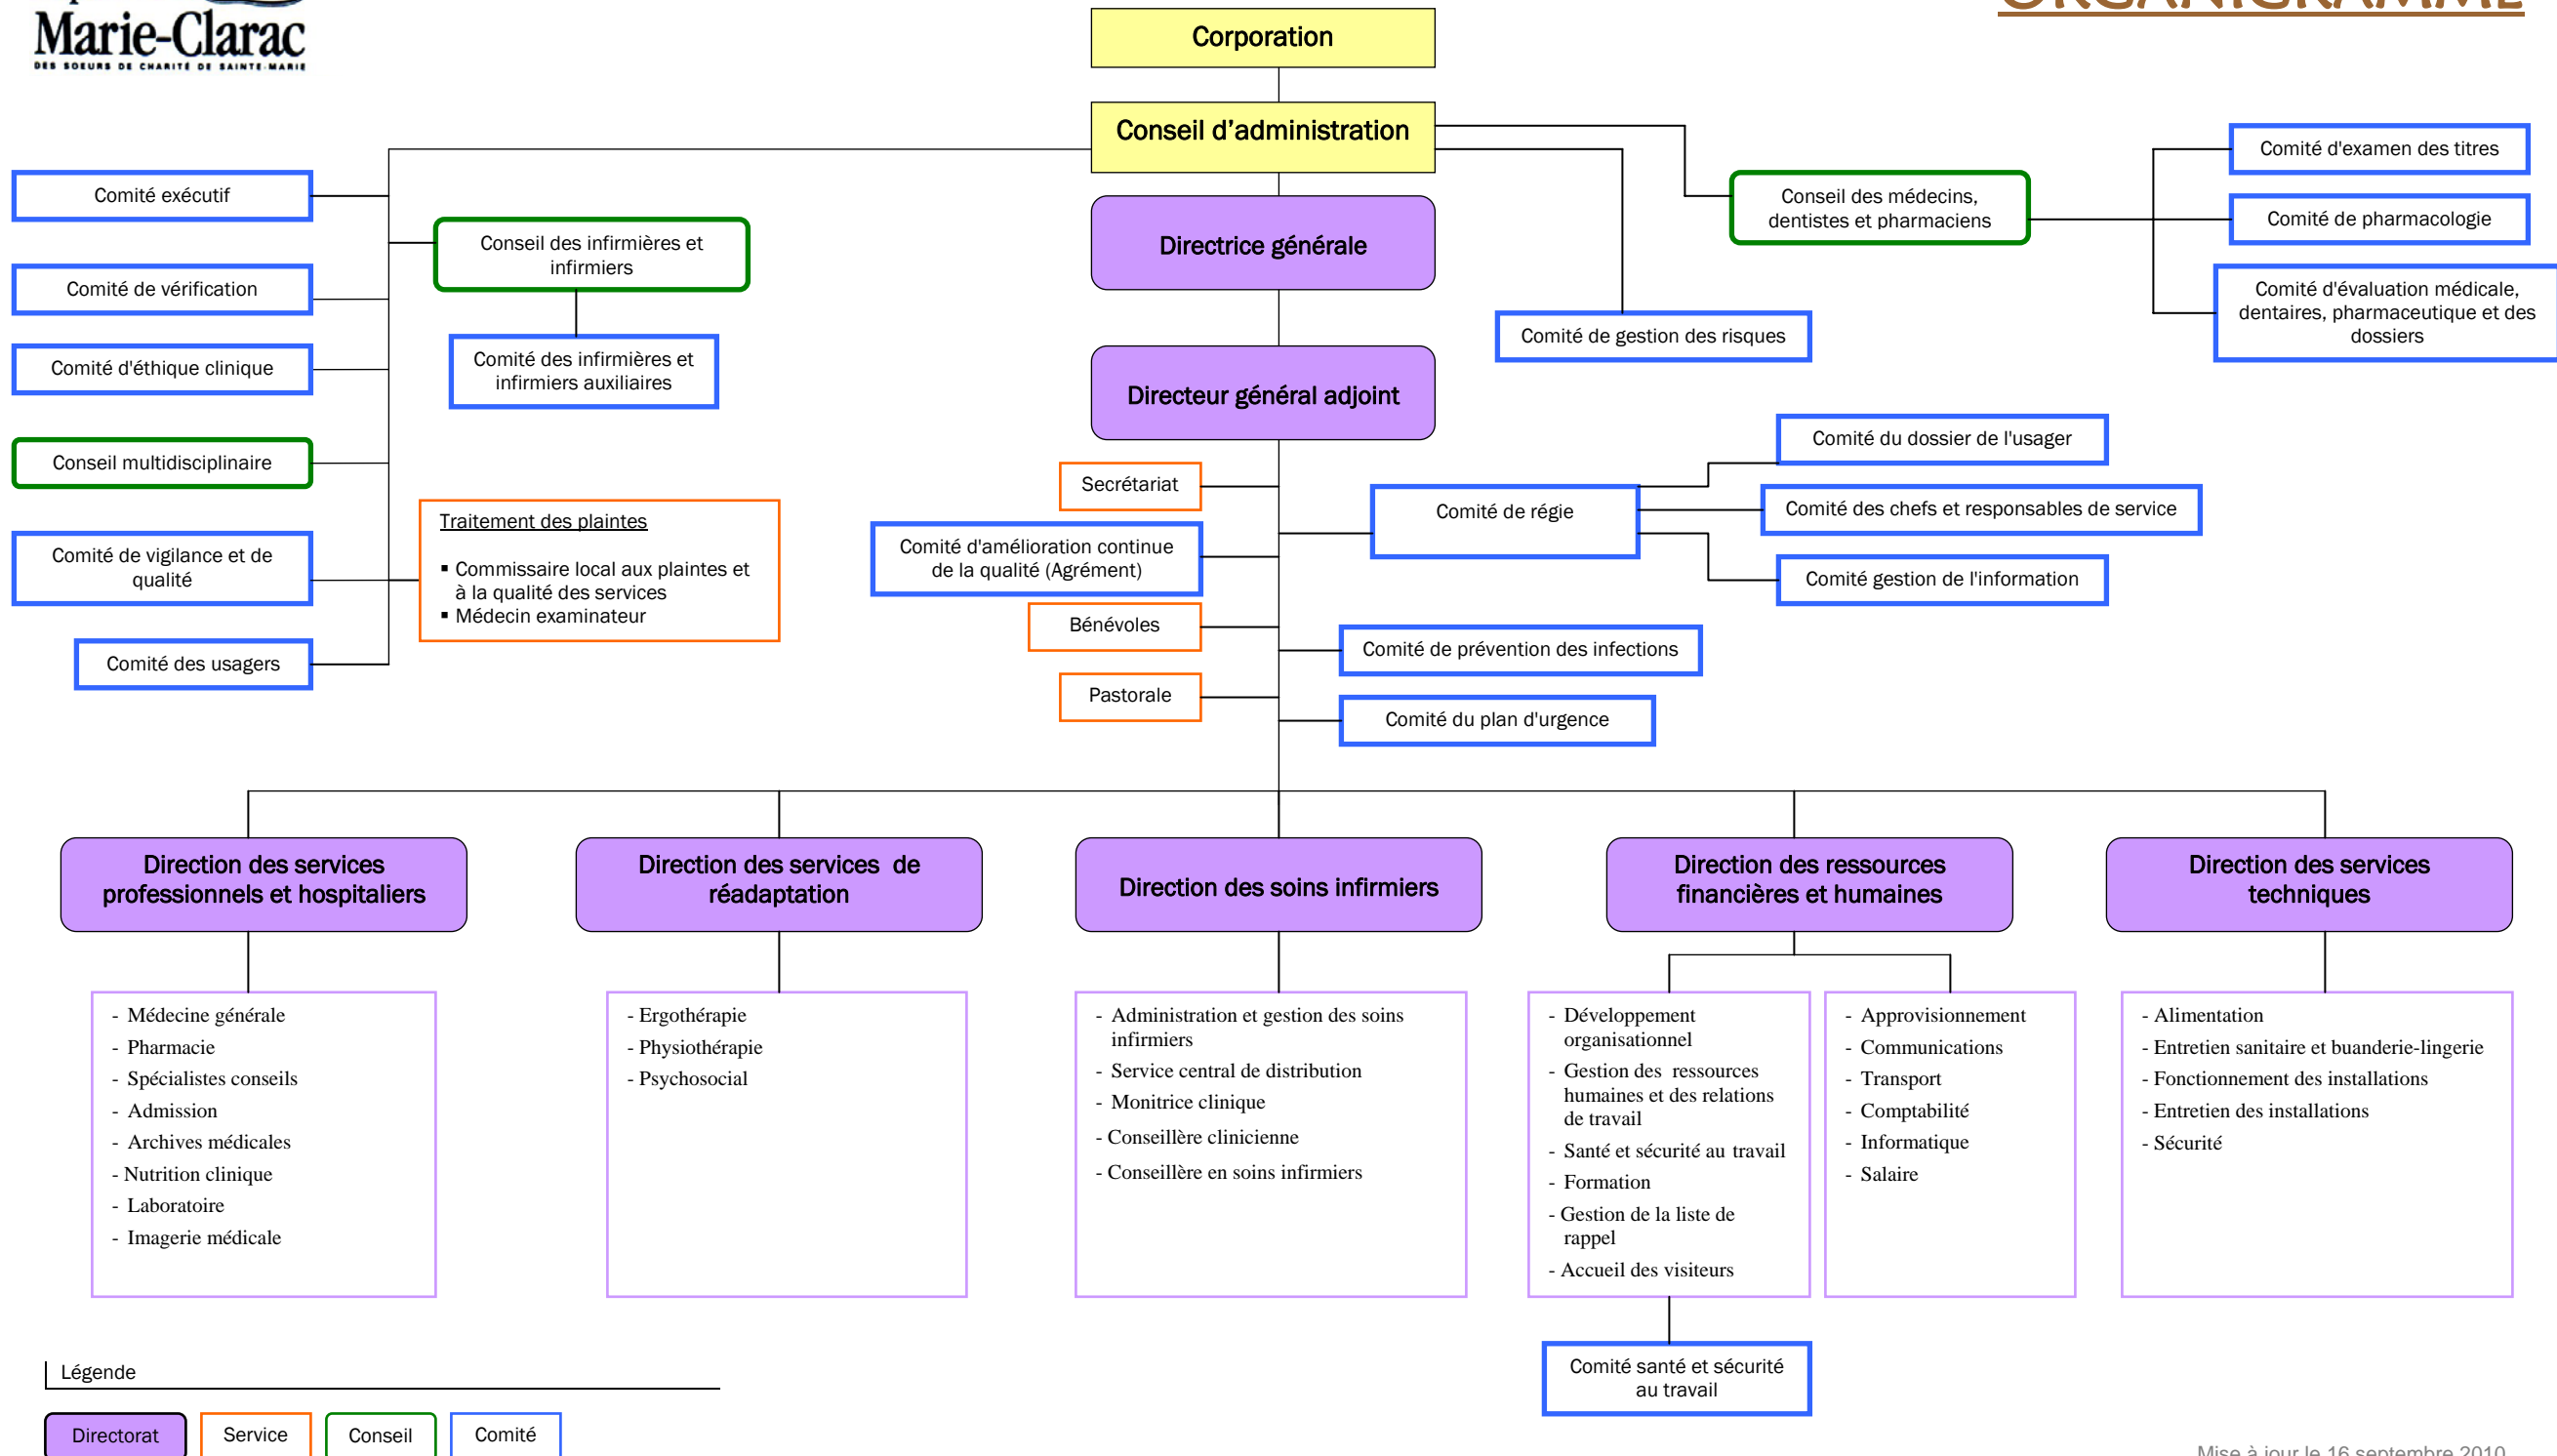 Marie-Clarac
DES SOEURS DE CHARITÉ DE SAINTE-MARIE
ORGANIGRAMME
Corporation
Conseil d’administration
Directrice générale
Directeur général adjoint
Comité exécutif
Comité de vérification
Comité d'éthique clinique
Conseil multidisciplinaire
Comité de vigilance et de
qualité
Comité des usagers
Conseil des infirmières et
infirmiers
Comité des infirmières et
infirmiers auxiliaires
Traitement des plaintes
▪ Commissaire local aux plaintes et
à la qualité des services
▪ Médecin examinateur
Conseil des médecins,
dentistes et pharmaciens
Comité d'examen des titres
Comité de pharmacologie
Comité d'évaluation médicale,
dentaires, pharmaceutique et des
dossiers
Comité de gestion des risques
Secrétariat
Comité d'amélioration continue
de la qualité (Agrément)
Bénévoles
Pastorale
Comité de régie
Comité du dossier de l'usager
Comité des chefs et responsables de service
Comité gestion de l'information
Comité de prévention des infections
Comité du plan d'urgence
Direction des services
professionnels et hospitaliers
- Médecine générale
- Pharmacie
- Spécialistes conseils
- Admission
- Archives médicales
- Nutrition clinique
- Laboratoire
- Imagerie médicale
Direction des services de
réadaptation
- Ergothérapie
- Physiothérapie
- Psychosocial
Direction des soins infirmiers
- Administration et gestion des soins
infirmiers
- Service central de distribution
- Monitrice clinique
- Conseillère clinicienne
- Conseillère en soins infirmiers
Direction des ressources
financières et humaines
- Développement
organisationnel
- Gestion des ressources
humaines et des relations
de travail
- Santé et sécurité au travail
- Formation
- Gestion de la liste de
rappel
- Accueil des visiteurs
- Approvisionnement
- Communications
- Transport
- Comptabilité
- Informatique
- Salaire
Comité santé et sécurité
au travail
Direction des services
techniques
- Alimentation
- Entretien sanitaire et buanderie-lingerie
- Fonctionnement des installations
- Entretien des installations
- Sécurité
Légende
Directorat
Service
Conseil
Comité
Mise à jour le 16 septembre 2010